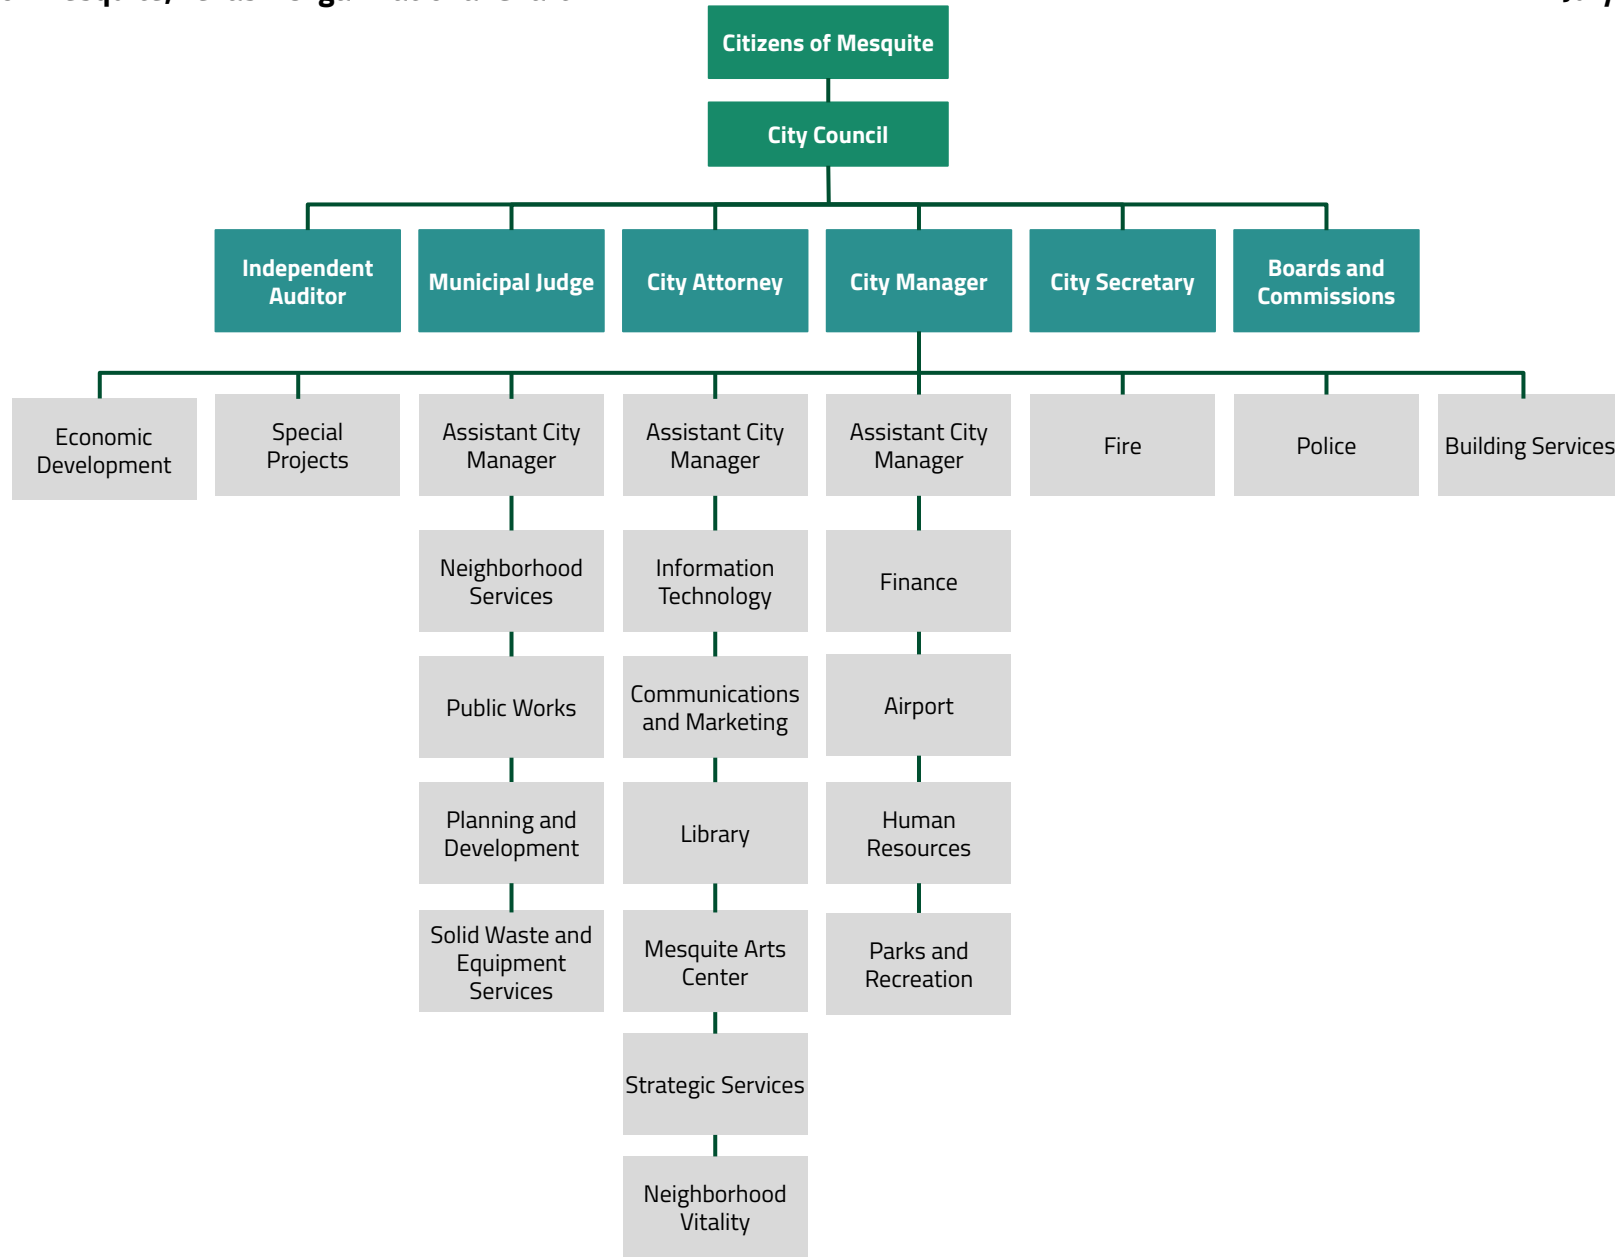 Citizens of Mesquite
City Council
Independent
Auditor
Municipal Judge
City Attorney
City Manager
City Secretary
Boards and
Commissions
Economic
Development
Special
Projects
Assistant City
Manager
Assistant City
Manager
Assistant City
Manager
Fire
Police
Building Services
Neighborhood
Services
Information
Technology
Finance
Public Works
Communications
and Marketing
Airport
Planning and
Development
Library
Human
Resources
Solid Waste and
Equipment
Services
Mesquite Arts
Center
Parks and
Recreation
Strategic Services
Neighborhood
Vitality